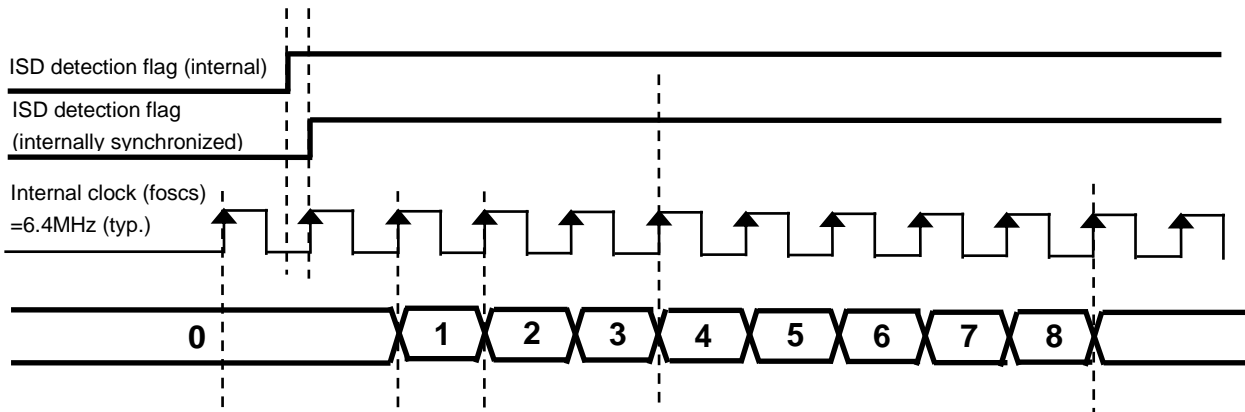 ISD detection flag (internal)
ISD detection flag
(internally synchronized)
Internal clock (foscs)
=6.4MHz (typ.)
0 1 2 3 4 5 6 7 8